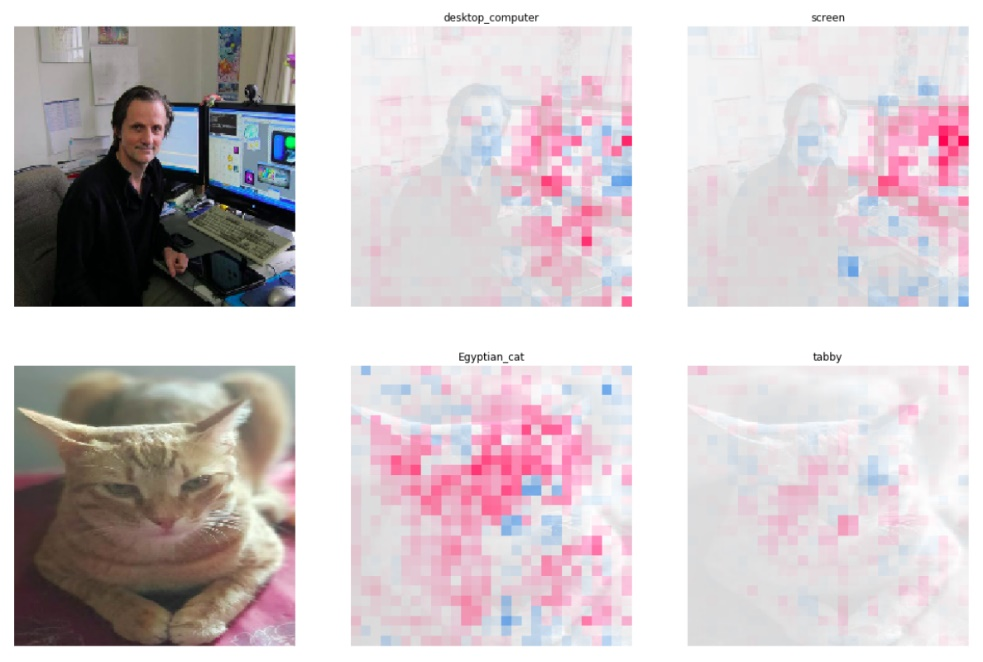 desktop_computer
screen
Egyptian_cat
tabby